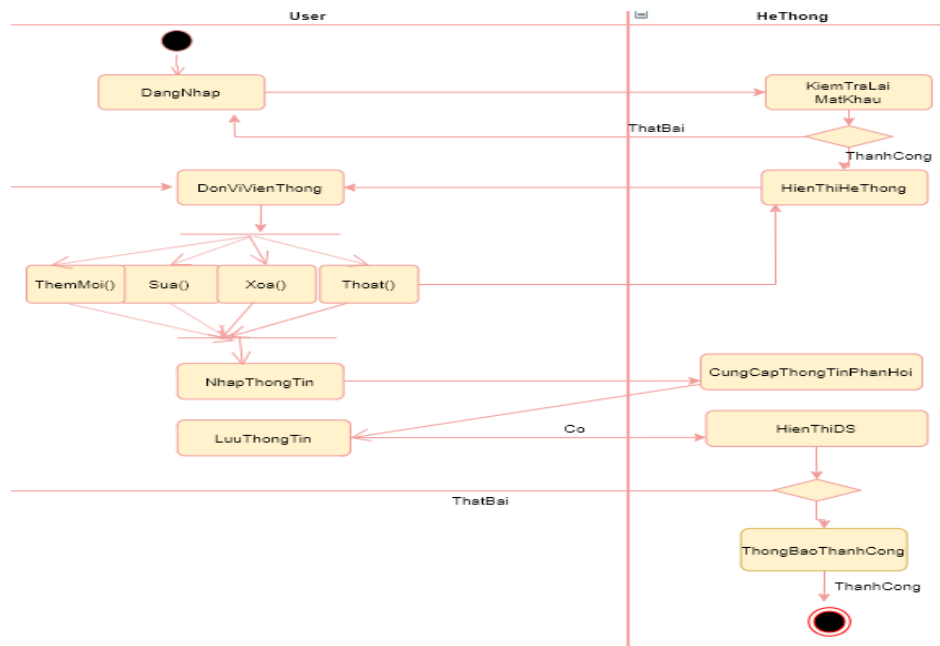 User
HeThong
DangNhap
KiemTraLai
MatKhau
ThatBai
ThanhCong
DonViVienThong
HienThiHeThong
ThemMoi()
Sua()
Xoa()
Thoat()
NhapThongTin
CungCapThongTinPhanHoi
LuuThongTin
Co
HienThiDS
ThatBai
ThongBaoThanhCong
ThanhCong